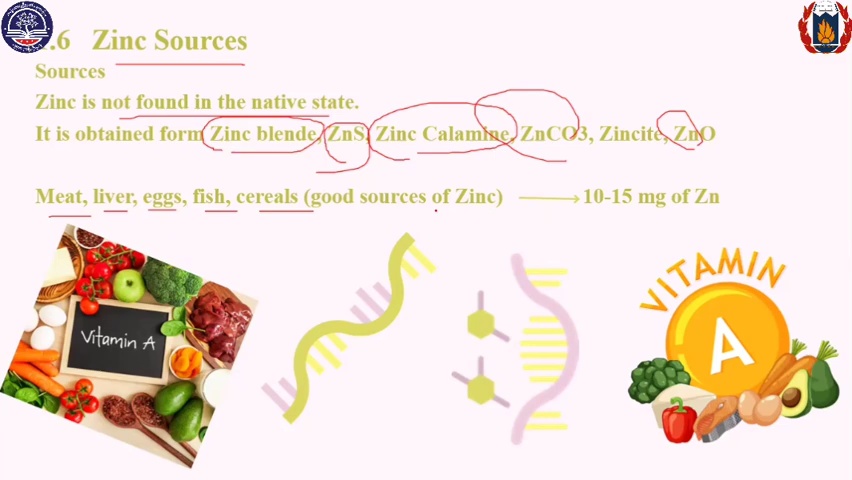 .6 Zinc Sources
Sources
Zinc is not found in the native state.
It is obtained form Zinc blende, ZnS, Zinc Calamine, ZnCO3, Zincite, ZnO
Meat, liver, eggs, fish, cereals (good sources of Zinc) → 10-15 mg of Zn
Vitamin A
VITAMIN
A